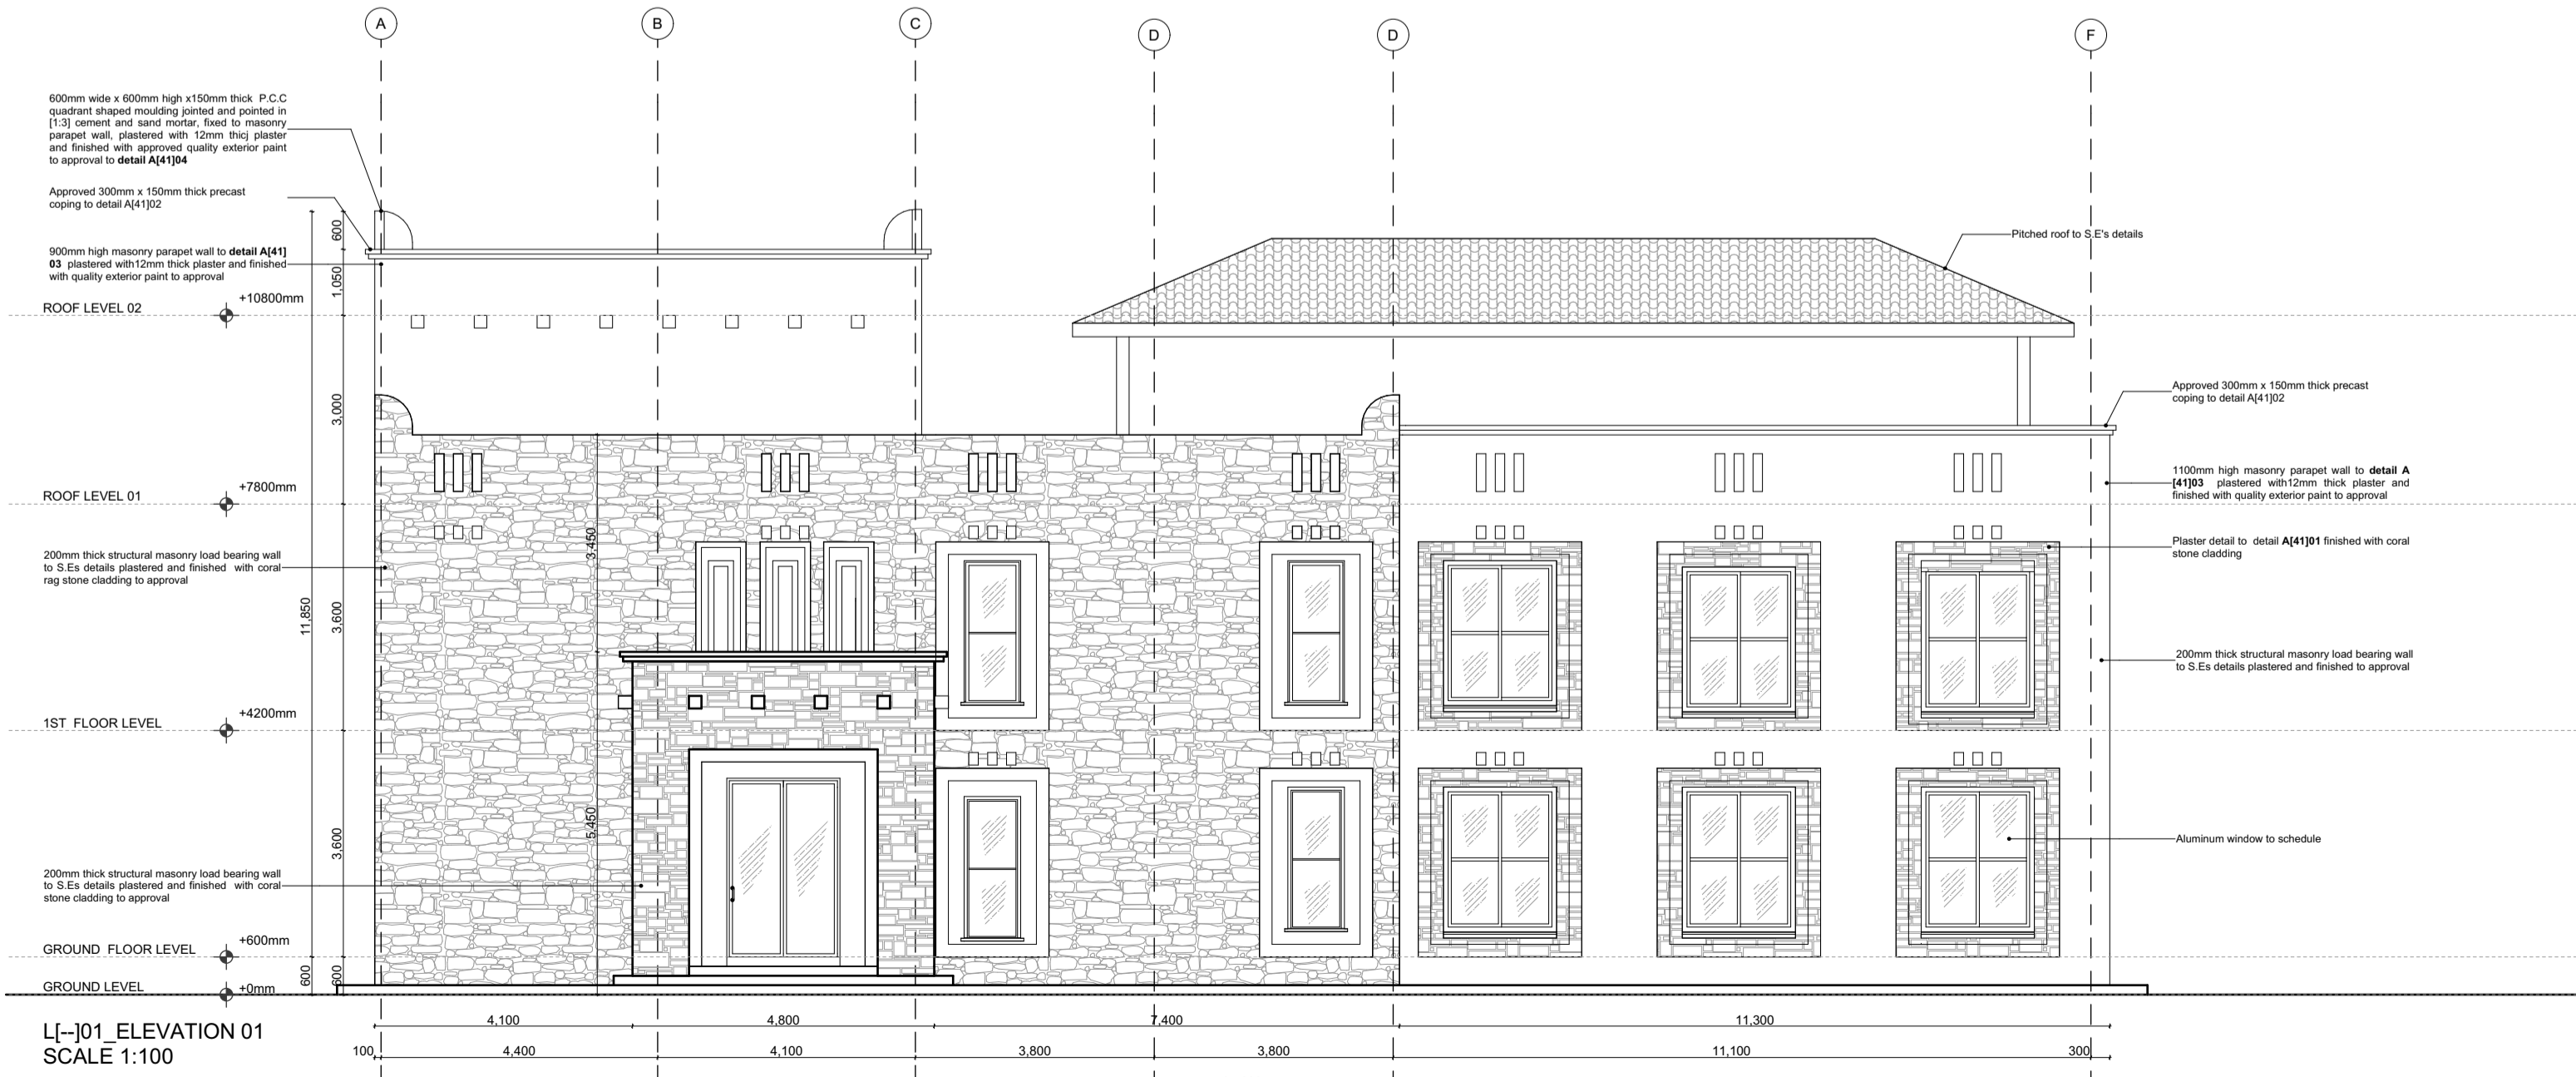 A
B
C
D
D
F
600mm wide x 600mm high x150mm thick P.C.C
quadrant shaped moulding jointed and pointed in
[1:3] cement and sand mortar, fixed to masonry
parapet wall, plastered with 12mm thicj plaster
and finished with approved quality exterior paint
to approval to detail A[41]04
Approved 300mm x 150mm thick precast
coping to detail A[41]02
900mm high masonry parapet wall to detail A[41]
03 plastered with12mm thick plaster and finished
with quality exterior paint to approval
ROOF LEVEL 02
+10800mm
ROOF LEVEL 01
+7800mm
200mm thick structural masonry load bearing wall
to S.Es details plastered and finished with coral
rag stone cladding to approval
1ST FLOOR LEVEL
+4200mm
200mm thick structural masonry load bearing wall
to S.Es details plastered and finished with coral
stone cladding to approval
GROUND FLOOR LEVEL
+600mm
GROUND LEVEL
+0mm
11,850
600
600
1,050
3,000
3,600
3,600
600
3,450
5,450
Pitched roof to S.E's details
Approved 300mm x 150mm thick precast
coping to detail A[41]02
1100mm high masonry parapet wall to detail A
[41]03 plastered with12mm thick plaster and
finished with quality exterior paint to approval
Plaster detail to detail A[41]01 finished with coral
stone cladding
200mm thick structural masonry load bearing wall
to S.Es details plastered and finished to approval
Aluminum window to schedule
4,100
4,800
7,400
11,300
100
4,400
4,100
3,800
3,800
11,100
300
L[--]01_ELEVATION 01
SCALE 1:100